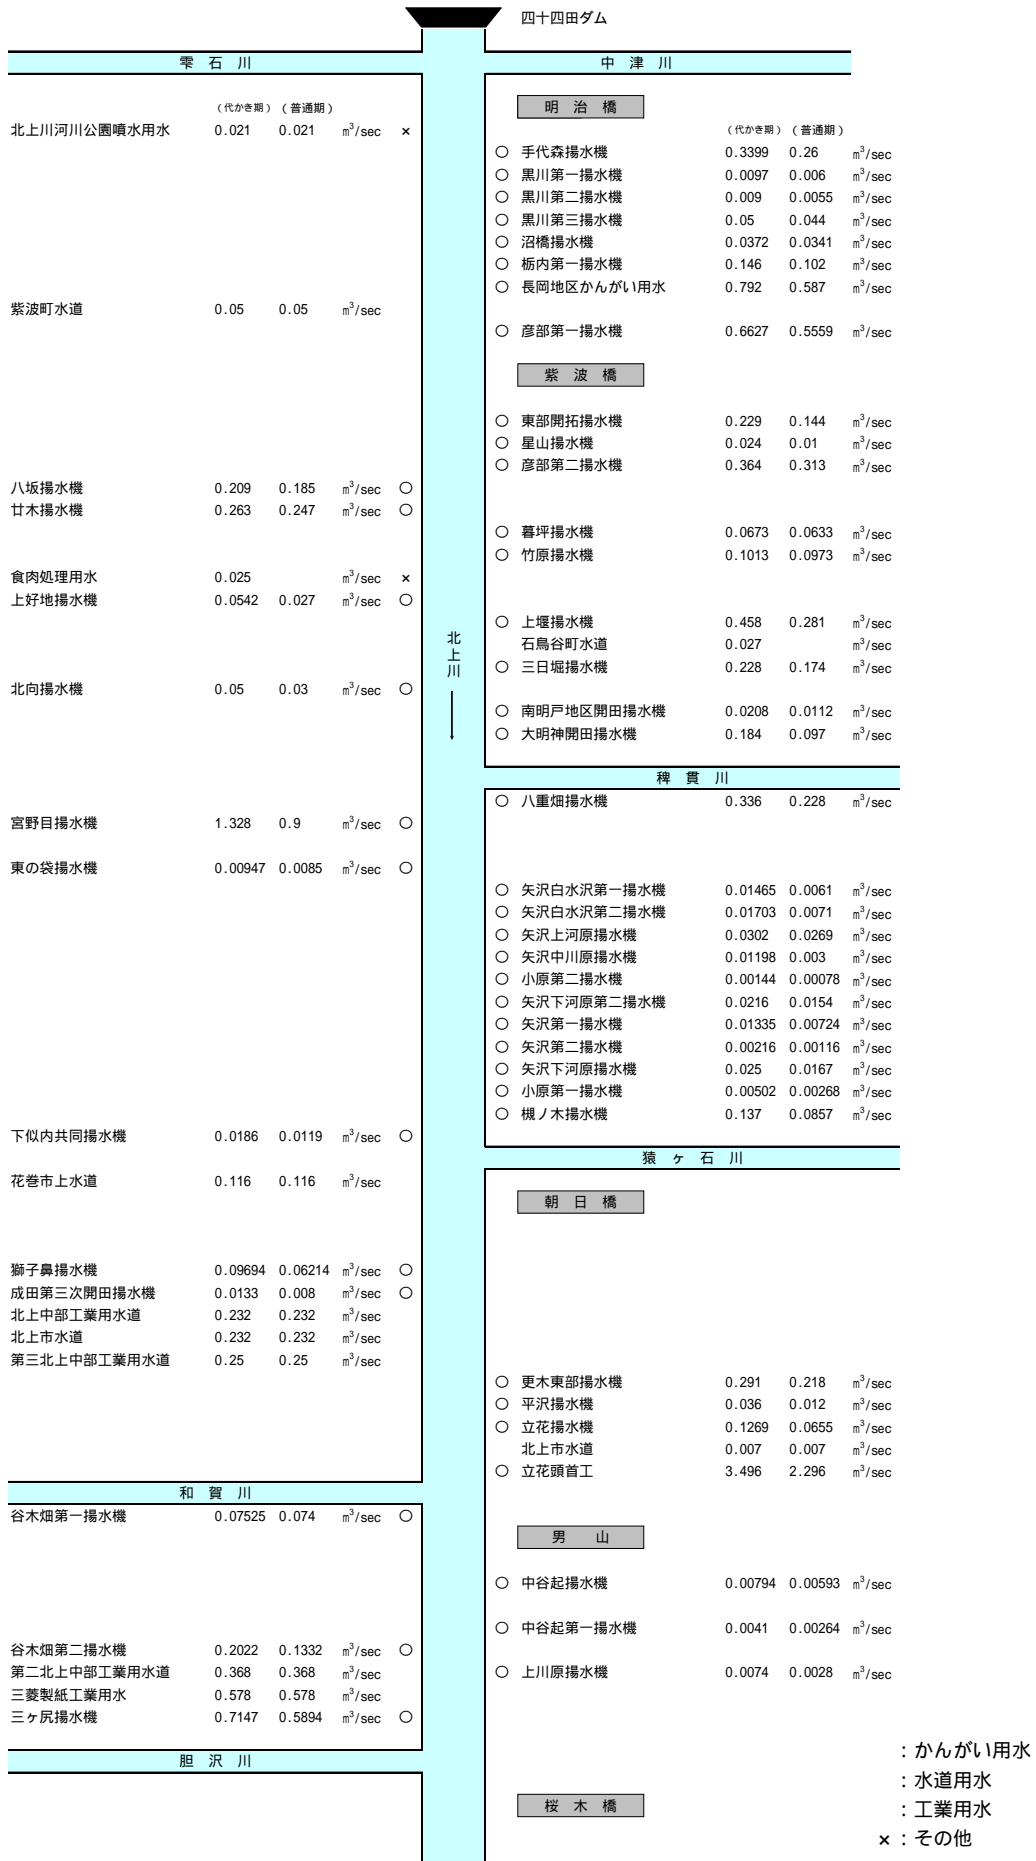 四十四田ダム
雫石川
中津川
(代かき期) (普通期)
北上川河川公園噴水用水 0.021 0.021 m³/sec ×
紫波町水道 0.05 0.05 m³/sec
八坂揚水機 0.209 0.185 m³/sec ○
廿木揚水機 0.263 0.247 m³/sec ○
食肉処理用水 0.025 m³/sec ×
上好地揚水機 0.0542 0.027 m³/sec ○
北向揚水機 0.05 0.03 m³/sec ○
宮野目揚水機 1.328 0.9 m³/sec ○
東の袋揚水機 0.00947 0.0085 m³/sec ○
下似内共同揚水機 0.0186 0.0119 m³/sec ○
花巻市上水道 0.116 0.116 m³/sec
獅子鼻揚水機 0.09694 0.06214 m³/sec ○
成田第三次開田揚水機 0.0133 0.008 m³/sec ○
北上中部工業用水道 0.232 0.232 m³/sec
北上市水道 0.232 0.232 m³/sec
第三北上中部工業用水道 0.25 0.25 m³/sec
和賀川
谷木畑第一揚水機 0.07525 0.074 m³/sec ○
谷木畑第二揚水機 0.2022 0.1332 m³/sec ○
第二北上中部工業用水道 0.368 0.368 m³/sec
三菱製紙工業用水 0.578 0.578 m³/sec
三ヶ尻揚水機 0.7147 0.5894 m³/sec ○
胆沢川
北上川
明治橋
(代かき期) (普通期)
○ 手代森揚水機 0.3399 0.26 m³/sec
○ 黒川第一揚水機 0.0097 0.006 m³/sec
○ 黒川第二揚水機 0.009 0.0055 m³/sec
○ 黒川第三揚水機 0.05 0.044 m³/sec
○ 沼橋揚水機 0.0372 0.0341 m³/sec
○ 栃内第一揚水機 0.146 0.102 m³/sec
○ 長岡地区かんがい用水 0.792 0.587 m³/sec
○ 彦部第一揚水機 0.6627 0.5559 m³/sec
紫波橋
○ 東部開拓揚水機 0.229 0.144 m³/sec
○ 星山揚水機 0.024 0.01 m³/sec
○ 彦部第二揚水機 0.364 0.313 m³/sec
○ 暮坪揚水機 0.0673 0.0633 m³/sec
○ 竹原揚水機 0.1013 0.0973 m³/sec
○ 上堰揚水機 0.458 0.281 m³/sec
石鳥谷町水道 0.027 m³/sec
○ 三日堀揚水機 0.228 0.174 m³/sec
○ 南明戸地区開田揚水機 0.0208 0.0112 m³/sec
○ 大明神開田揚水機 0.184 0.097 m³/sec
稗貫川
○ 八重畑揚水機 0.336 0.228 m³/sec
○ 矢沢白水沢第一揚水機 0.01465 0.0061 m³/sec
○ 矢沢白水沢第二揚水機 0.01703 0.0071 m³/sec
○ 矢沢上河原揚水機 0.0302 0.0269 m³/sec
○ 矢沢中川原揚水機 0.01198 0.003 m³/sec
○ 小原第二揚水機 0.00144 0.00078 m³/sec
○ 矢沢下河原第二揚水機 0.0216 0.0154 m³/sec
○ 矢沢第一揚水機 0.01335 0.00724 m³/sec
○ 矢沢第二揚水機 0.00216 0.00116 m³/sec
○ 矢沢下河原揚水機 0.025 0.0167 m³/sec
○ 小原第一揚水機 0.00502 0.00268 m³/sec
○ 槻ノ木揚水機 0.137 0.0857 m³/sec
猿ヶ石川
朝日橋
○ 更木東部揚水機 0.291 0.218 m³/sec
○ 平沢揚水機 0.036 0.012 m³/sec
○ 立花揚水機 0.1269 0.0655 m³/sec
北上市水道 0.007 0.007 m³/sec
○ 立花頭首工 3.496 2.296 m³/sec
男山
○ 中谷起揚水機 0.00794 0.00593 m³/sec
○ 中谷起第一揚水機 0.0041 0.00264 m³/sec
○ 上川原揚水機 0.0074 0.0028 m³/sec
桜木橋
：かんがい用水
：水道用水
：工業用水
×：その他